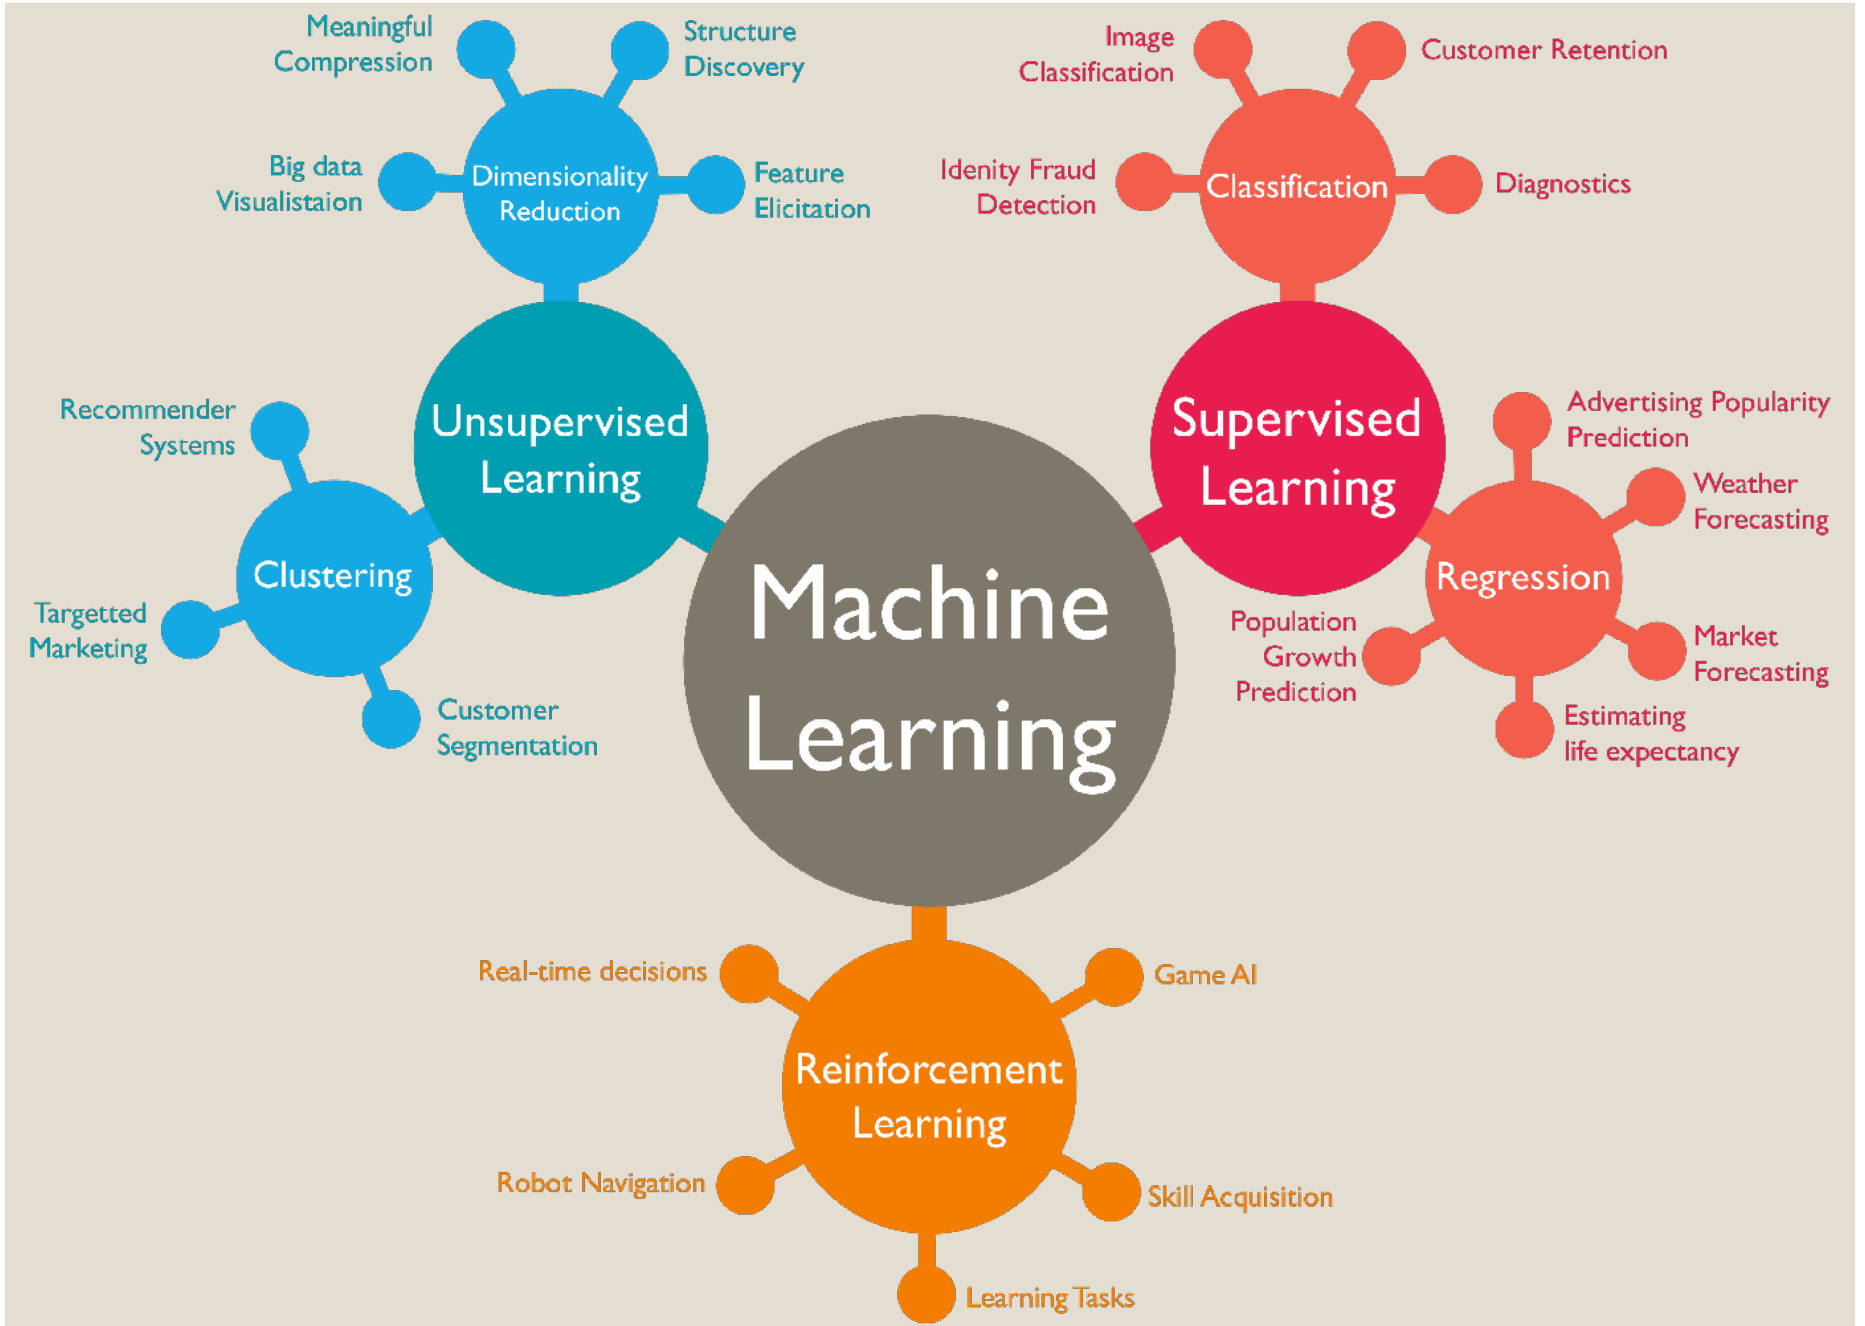 Meaningful
Compression
Structure
Discovery
Big data
Visualistaion
Dimensionality
Reduction
Feature
Elicitation
Image
Classification
Customer Retention
Idenity Fraud
Detection
Classification
Diagnostics
Recommender
Systems
Unsupervised
Learning
Clustering
Targetted
Marketing
Customer
Segmentation
Supervised
Learning
Advertising Popularity
Prediction
Weather
Forecasting
Regression
Population
Growth
Prediction
Market
Forecasting
Estimating
life expectancy
Machine
Learning
Real-time decisions
Game AI
Reinforcement
Learning
Robot Navigation
Skill Acquisition
Learning Tasks